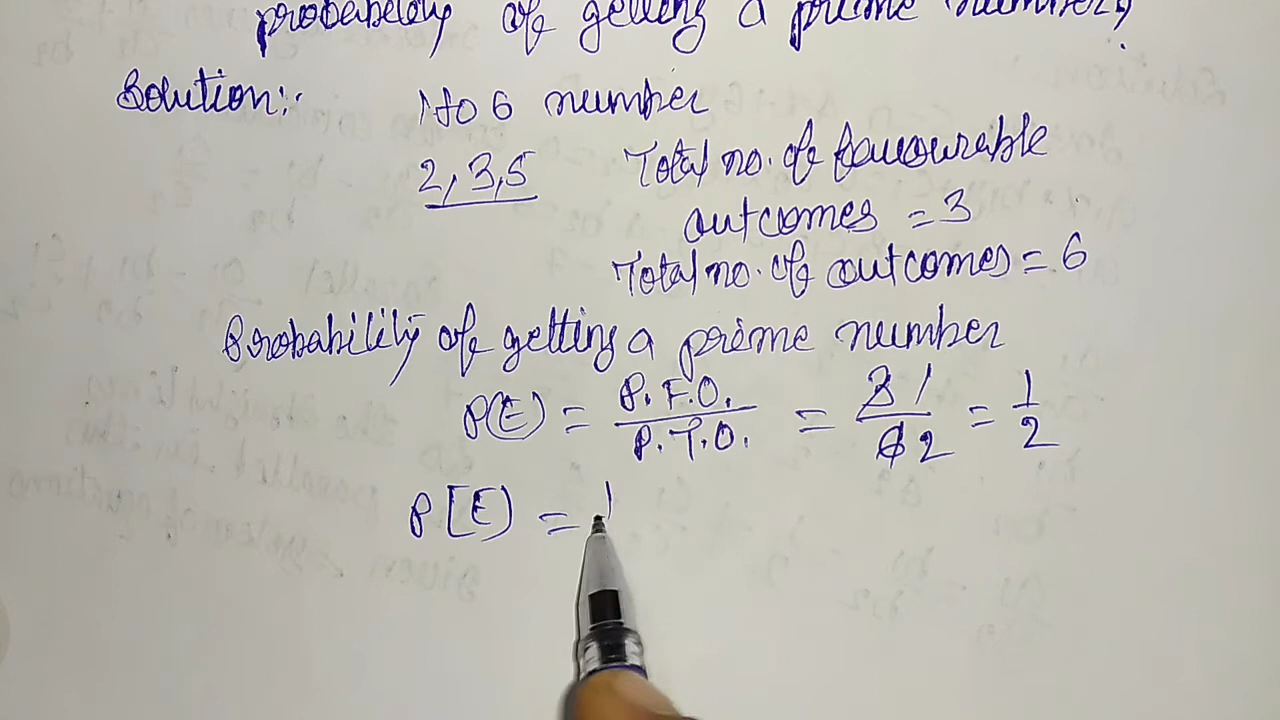 probability of getting a prime number?
Solution:- 1 to 6 number
2, 3, 5 Total no. of favourable
outcomes = 3
Total no. of outcomes = 6
Probability of getting a prime number
P(E) = P.F.O. / P.T.O. = 3 1 / 6 2 = 1/2
P[E) = 1